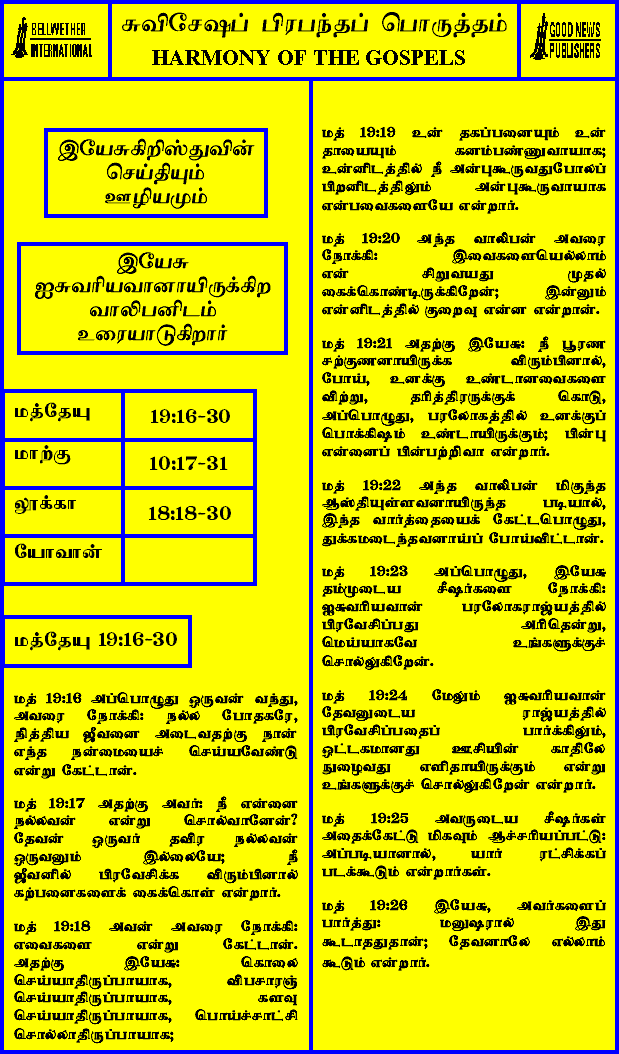 BELLWETHER
INTERNATIONAL
சுவிசேஷப் பிரபந்தப் பொருத்தம்
HARMONY OF THE GOSPELS
GOOD NEWS
PUBLISHERS
இயேசுகிறிஸ்துவின்
செய்தியும்
ஊழியமும்
இயேசு
ஐசுவரியவானாயிருக்கிற
வாலிபனிடம்
உரையாடுகிறார்
மத்தேயு 19:16-30
மாற்கு 10:17-31
லூக்கா 18:18-30
யோவான்
மத்தேயு 19:16-30
மத் 19:16 அப்பொழுது ஒருவன் வந்து,
அவரை நோக்கி: நல்ல போதகரே,
நித்திய ஜீவனை அடைவதற்கு நான்
எந்த நன்மையைச் செய்யவேண்டு
என்று கேட்டான்.
மத் 19:17 அதற்கு அவர்: நீ என்னை
நல்லவன் என்று சொல்வானேன்?
தேவன் ஒருவர் தவிர நல்லவன்
ஒருவனும் இல்லையே; நீ
ஜீவனில் பிரவேசிக்க விரும்பினால்
கற்பனைகளைக் கைக்கொள் என்றார்.
மத் 19:18 அவன் அவரை நோக்கி:
எவைகளை என்று கேட்டான்.
அதற்கு இயேசு: கொலை
செய்யாதிருப்பாயாக, விபசாரஞ்
செய்யாதிருப்பாயாக, களவு
செய்யாதிருப்பாயாக, பொய்ச்சாட்சி
சொல்லாதிருப்பாயாக;
மத் 19:19 உன் தகப்பனையும் உன்
தாயையும் கனம்பண்ணுவாயாக;
உன்னிடத்தில் நீ அன்புகூருவதுபோலப்
பிறனிடத்திலும் அன்புகூருவாயாக
என்பவைகளையே என்றார்.
மத் 19:20 அந்த வாலிபன் அவரை
நோக்கி: இவைகளையெல்லாம்
என் சிறுவயது முதல்
கைக்கொண்டிருக்கிறேன்; இன்னும்
என்னிடத்தில் குறைவு என்ன என்றான்.
மத் 19:21 அதற்கு இயேசு: நீ பூரண
சற்குணனாயிருக்க விரும்பினால்,
போய், உனக்கு உண்டானவைகளை
விற்று, தரித்திரருக்குக் கொடு,
அப்பொழுது, பரலோகத்தில் உனக்குப்
பொக்கிஷம் உண்டாயிருக்கும்; பின்பு
என்னைப் பின்பற்றிவா என்றார்.
மத் 19:22 அந்த வாலிபன் மிகுந்த
ஆஸ்தியுள்ளவனாயிருந்த படியால்,
இந்த வார்த்தையைக் கேட்டபொழுது,
துக்கமடைந்தவனாய்ப் போய்விட்டான்.
மத் 19:23 அப்பொழுது, இயேசு
தம்முடைய சீஷர்களை நோக்கி:
ஐசுவரியவான் பரலோகராஜ்யத்தில்
பிரவேசிப்பது அரிதென்று,
மெய்யாகவே உங்களுக்குச்
சொல்லுகிறேன்.
மத் 19:24 மேலும் ஐசுவரியவான்
தேவனுடைய ராஜ்யத்தில்
பிரவேசிப்பதைப் பார்க்கிலும்,
ஒட்டகமானது ஊசியின் காதிலே
நுழைவது எளிதாயிருக்கும் என்று
உங்களுக்குச் சொல்லுகிறேன் என்றார்.
மத் 19:25 அவருடைய சீஷர்கள்
அதைக்கேட்டு மிகவும் ஆச்சரியப்பட்டு:
அப்படியானால், யார் ரட்சிக்கப்
படக்கூடும் என்றார்கள்.
மத் 19:26 இயேசு, அவர்களைப்
பார்த்து: மனுஷரால் இது
கூடாததுதான்; தேவனாலே எல்லாம்
கூடும் என்றார்.